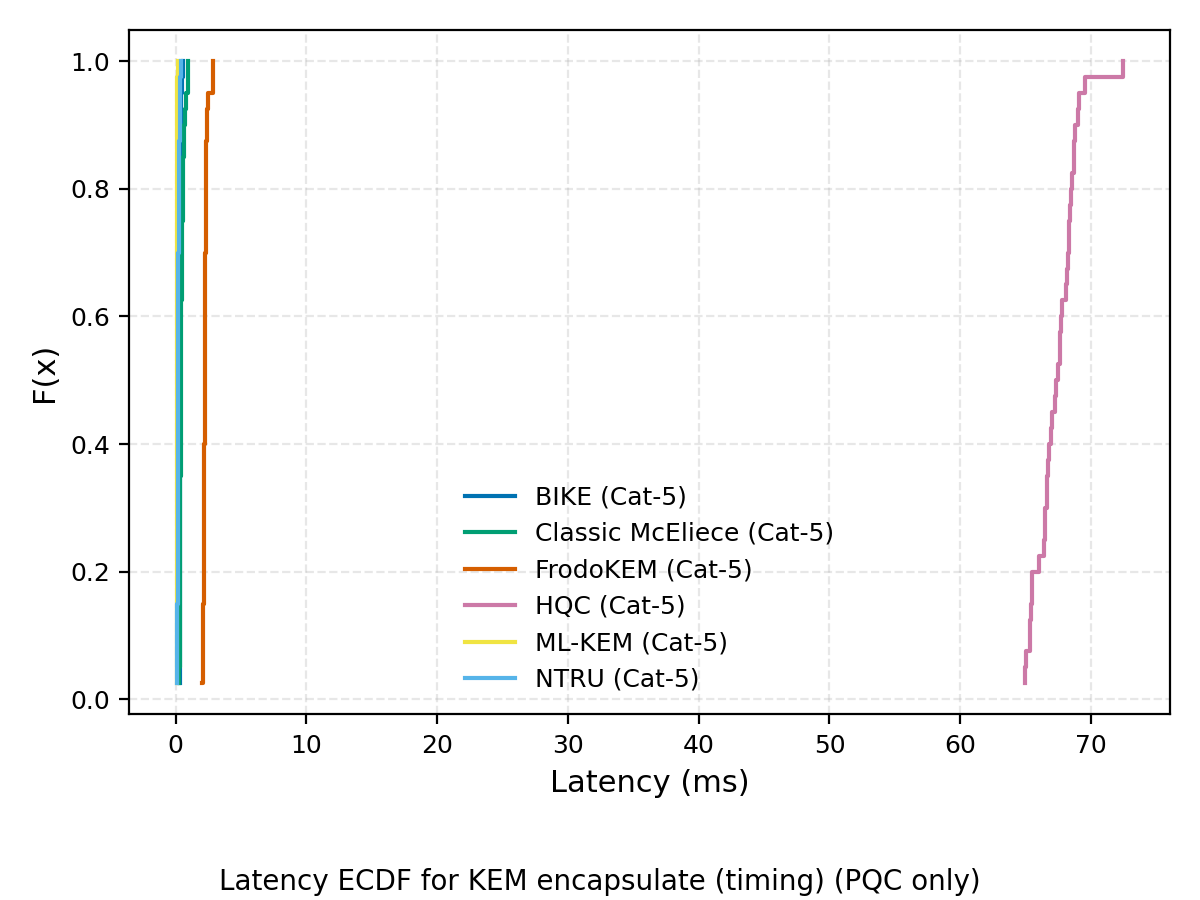 1.0
0.8
0.6
0.4
0.2
0.0
F(x)
BIKE (Cat-5)
Classic McEliece (Cat-5)
FrodoKEM (Cat-5)
HQC (Cat-5)
ML-KEM (Cat-5)
NTRU (Cat-5)
0 10 20 30 40 50 60 70
Latency (ms)
Latency ECDF for KEM encapsulate (timing) (PQC only)